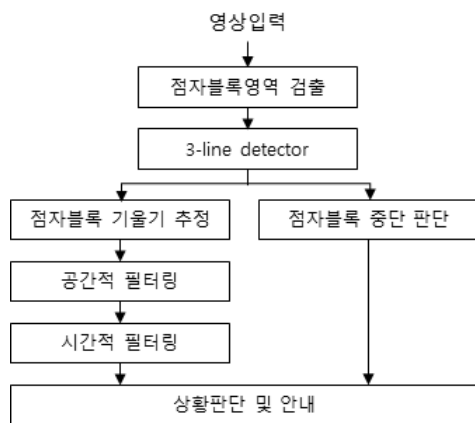 영상입력
점자블록영역 검출
3-line detector
점자블록 기울기 추정
점자블록 중단 판단
공간적 필터링
시간적 필터링
상황판단 및 안내